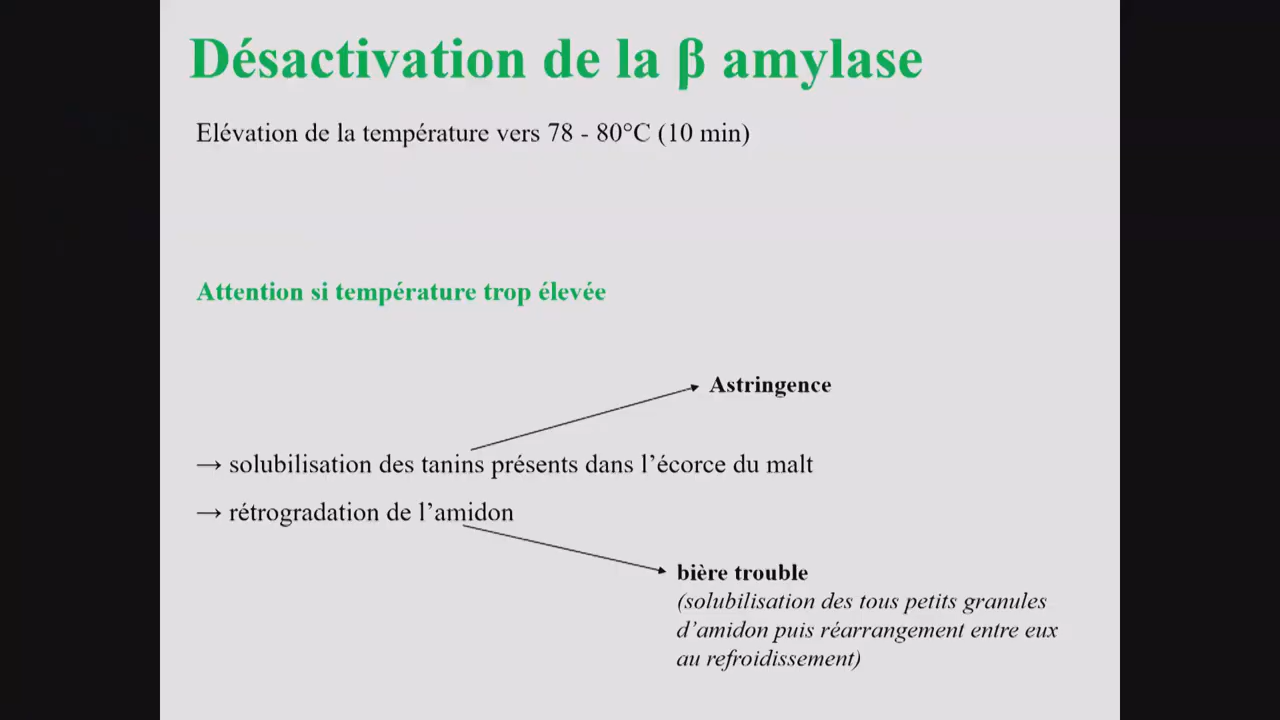 Désactivation de la β amylase
Elévation de la température vers 78 - 80°C (10 min)
Attention si température trop élevée
Astringence
→ solubilisation des tanins présents dans l’écorce du malt
→ rétrogradation de l’amidon
bière trouble
(solubilisation des tous petits granules
d’amidon puis réarrangement entre eux
au refroidissement)